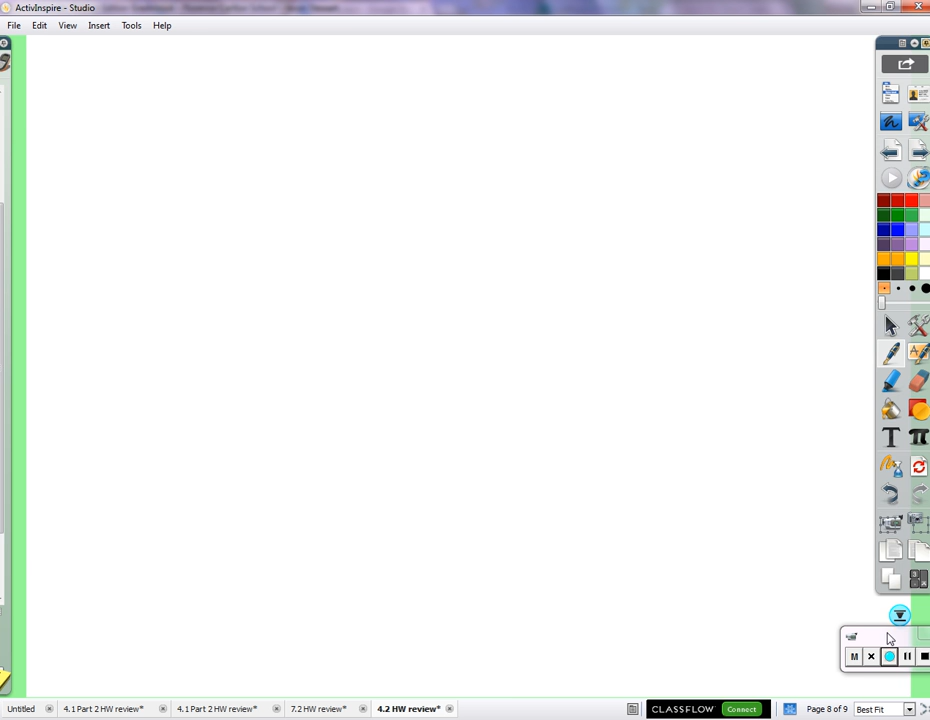 ActivInspire - Studio
File Edit View Insert Tools Help
T
M
Untitled 4.1 Part 2 HW review* 4.1 Part 2 HW review* 7.2 HW review* 4.2 HW review* CLASSFLOW Connect Page 8 of 9 Best Fit